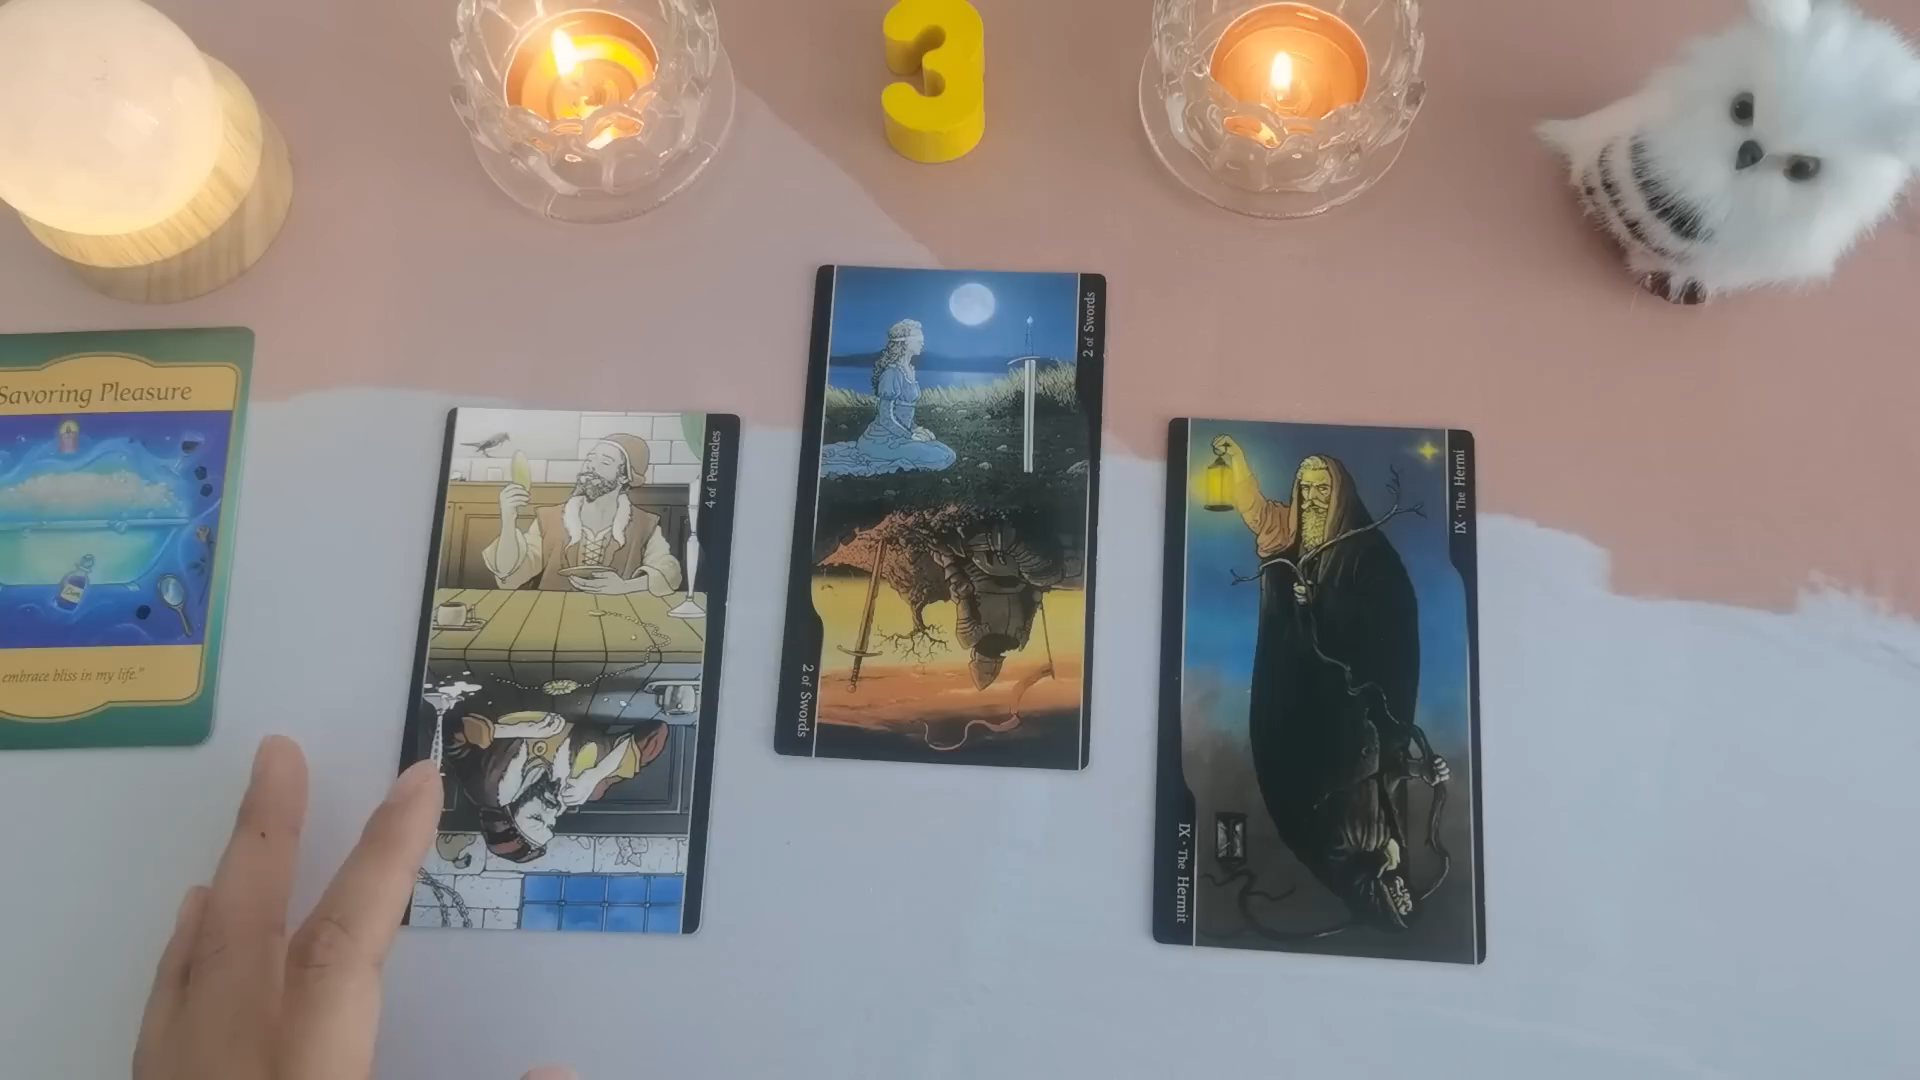 3
Savoring Pleasure
embrace bliss in my life."
4 of Pentacles
2 of Swords
2 of Swords
IX · The Hermi
IX · The Hermit